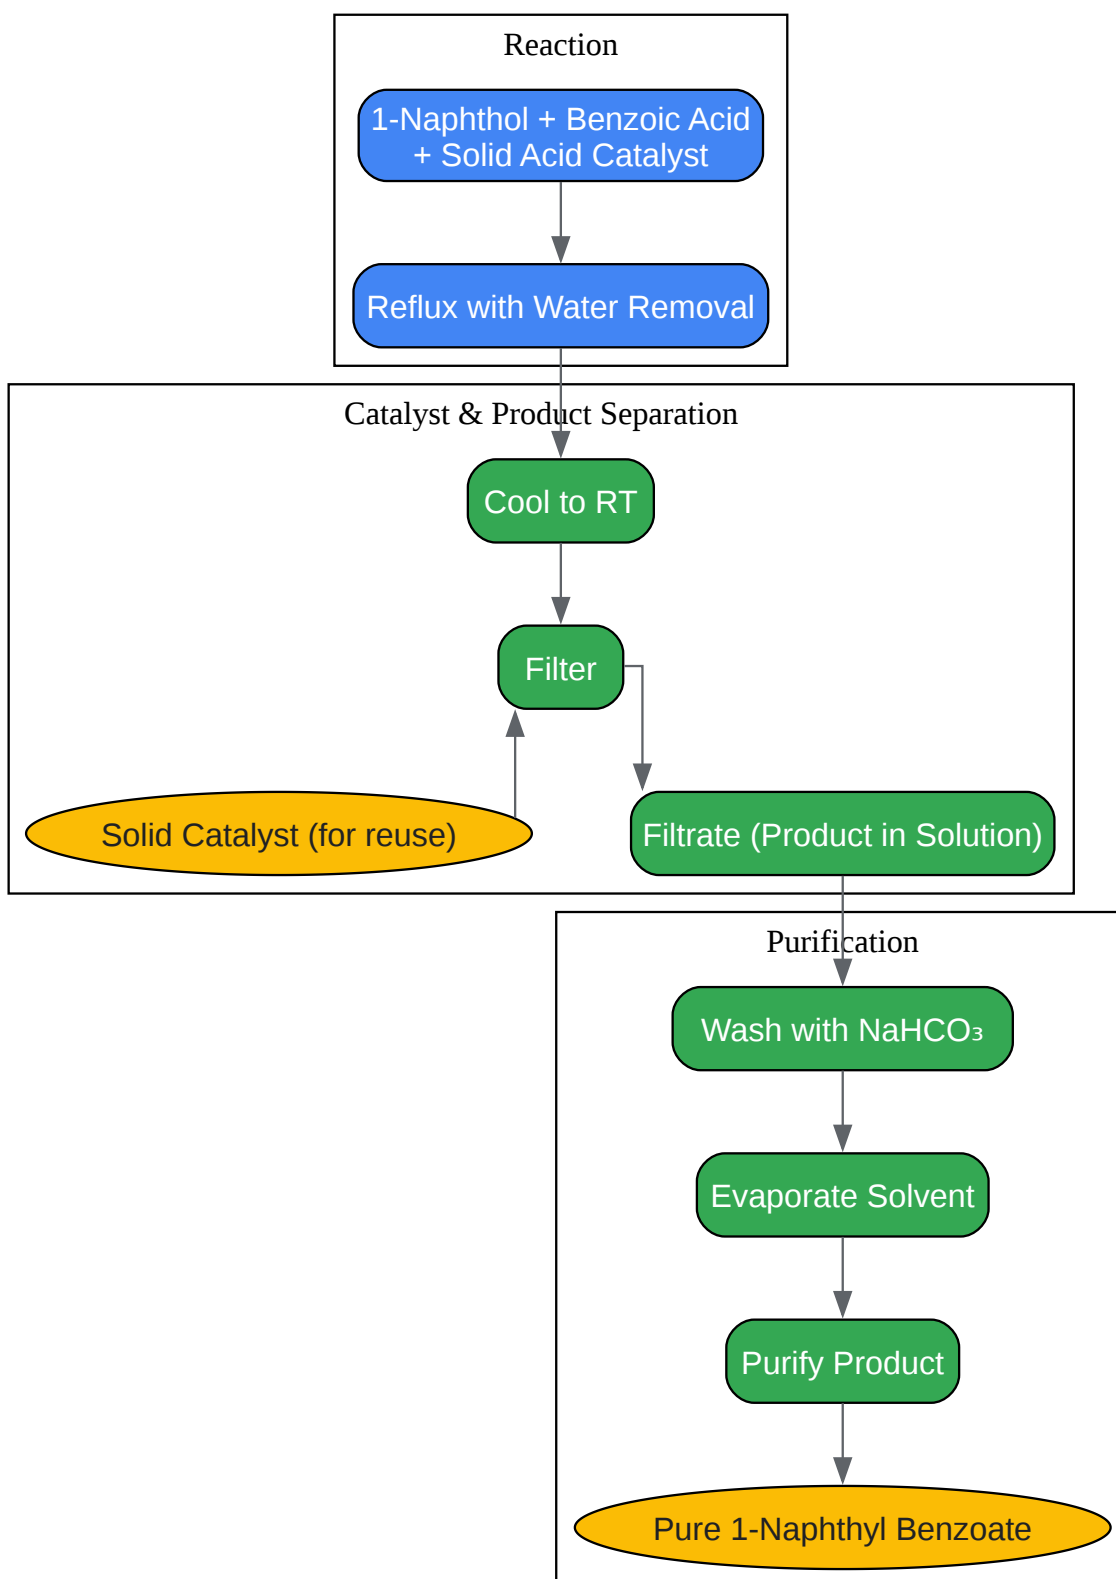 Reaction
1-Naphthol + Benzoic Acid
+ Solid Acid Catalyst
Reflux with Water Removal
Catalyst & Product Separation
Cool to RT
Filter
Solid Catalyst (for reuse)
Filtrate (Product in Solution)
Purification
Wash with NaHCO₃
Evaporate Solvent
Purify Product
Pure 1-Naphthyl Benzoate